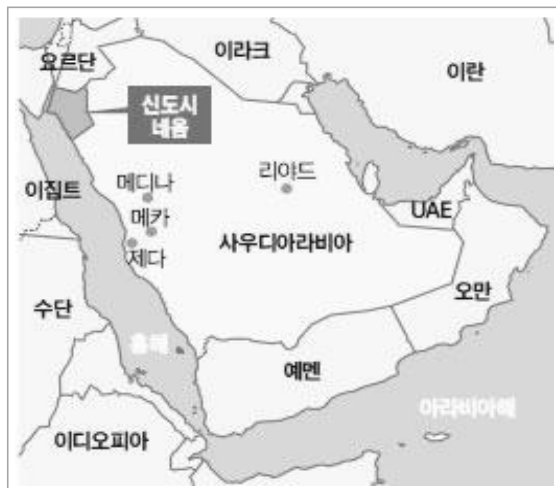 요르단
이라크
이란
신도시
네옴
이집트
메디나
리야드
메카
UAE
제다
사우디아라비아
수단
오만
홍해
예멘
아라비아해
이디오피아